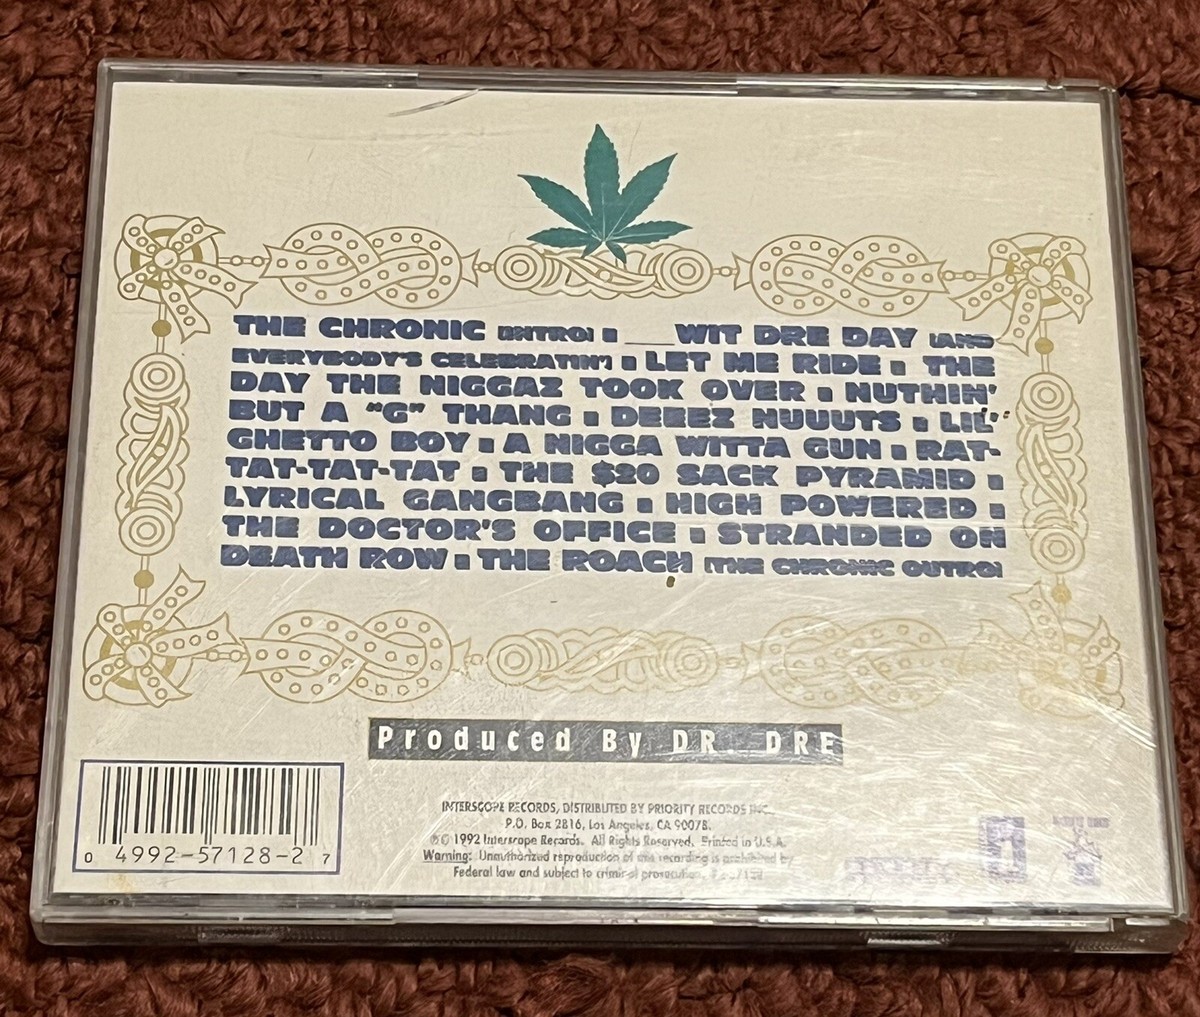 THE CHRONIC (INTRO) ▪ ___WIT DRE DAY (AND
EVERYBODY'S CELEBRATIN') ▪ LET ME RIDE ▪ THE
DAY THE NIGGAZ TOOK OVER ▪ NUTHIN'
BUT A "G" THANG ▪ DEEEZ NUUUTS ▪ LIL'
GHETTO BOY ▪ A NIGGA WITTA GUN ▪ RAT-
TAT-TAT-TAT ▪ THE $20 SACK PYRAMID ▪
LYRICAL GANGBANG ▪ HIGH POWERED ▪
THE DOCTOR'S OFFICE ▪ STRANDED ON
DEATH ROW ▪ THE ROACH (THE CHRONIC OUTRO)
Produced By DR. DRE
INTERSCOPE RECORDS, DISTRIBUTED BY PRIORITY RECORDS INC.
P.O. Box 2816, Los Angeles, CA 90078.
℗© 1992 Interscope Records. All Rights Reserved. Printed in U.S.A.
Warning: Unauthorized reproduction of this recording is prohibited by
Federal law and subject to criminal prosecution.
0 4992-57128-2 7